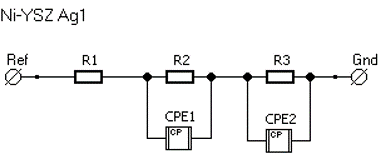 Ni-YSZ Ag1
Ref R1 R2 R3 Gnd
CPE1 CPE2
CP CP